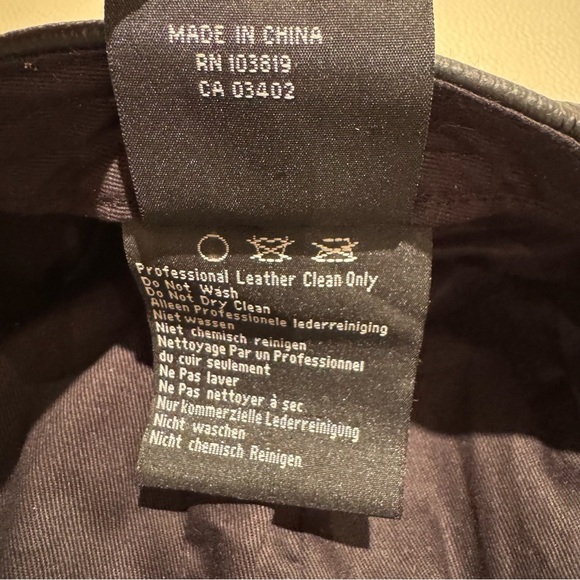 MADE IN CHINA
RN 103819
CA 03402
Professional Leather Clean Only
Do Not Wash
Do Not Dry Clean
Alleen Professionele lederreiniging
Niet wassen
Niet chemisch reinigen
Nettoyage Par un Professionnel
du cuir seulement
Ne Pas laver
Ne Pas nettoyer à sec
Nur kommerzielle Lederreinigung
Nicht waschen
Nicht chemisch Reinigen